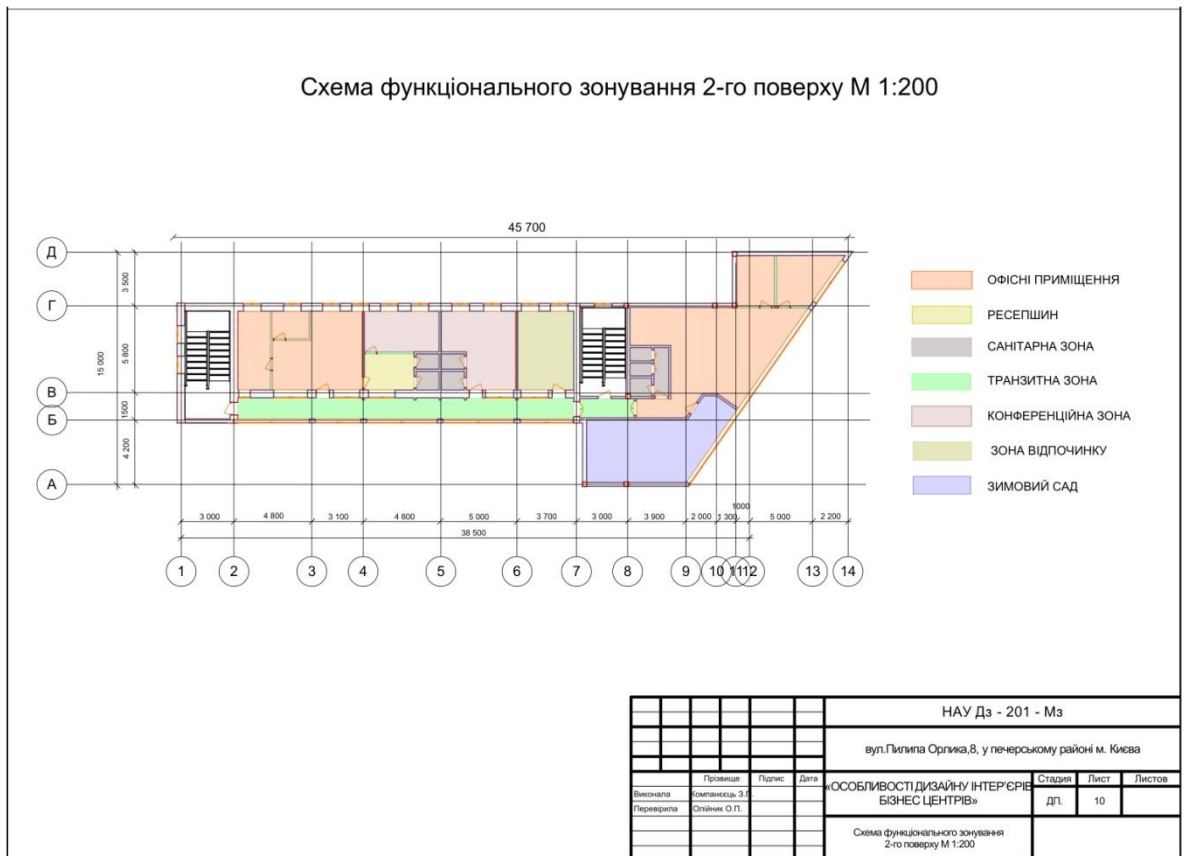 Схема функціонального зонування 2-го поверху М 1:200
45 700
Д
Г
В
Б
А
3 500
5 800
15 000
1500
4 200
ОФІСНІ ПРИМІЩЕННЯ
РЕСЕПШИН
САНІТАРНА ЗОНА
ТРАНЗИТНА ЗОНА
КОНФЕРЕНЦІЙНА ЗОНА
ЗОНА ВІДПОЧИНКУ
ЗИМОВИЙ САД
1000
3 000 4 800 3 100 4 800 5 000 3 700 3 000 3 900 2 000 1 300 5 000 2 200
38 500
1 2 3 4 5 6 7 8 9 10 11 12 13 14
НАУ Дз - 201 - Мз
вул.Пилипа Орлика,8, у печерському районі м. Києва
Прізвище Підпис Дата
Виконала Компанєєць З.Г.
Перевірила Олійник О.П.
«ОСОБЛИВОСТІ ДИЗАЙНУ ІНТЕР'ЄРІВ
БІЗНЕС ЦЕНТРІВ»
Стадия Лист Листов
ДП. 10
Схема функціонального зонування
2-го поверху М 1:200